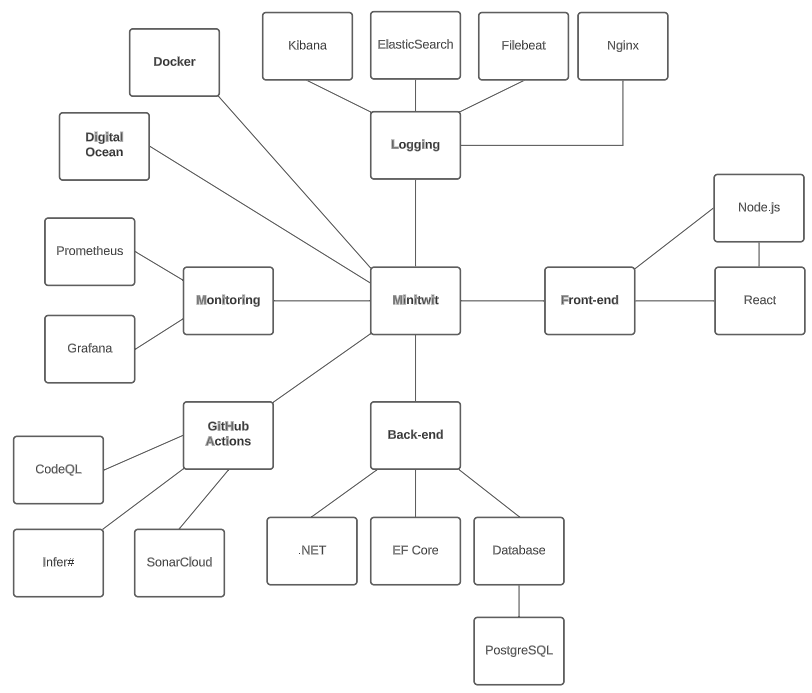 Kibana
ElasticSearch
Filebeat
Nginx
Docker
Digital
Ocean
Logging
Node.js
Prometheus
Monitoring
Minitwit
Front-end
React
Grafana
GitHub
Actions
Back-end
CodeQL
Infer#
SonarCloud
.NET
EF Core
Database
PostgreSQL